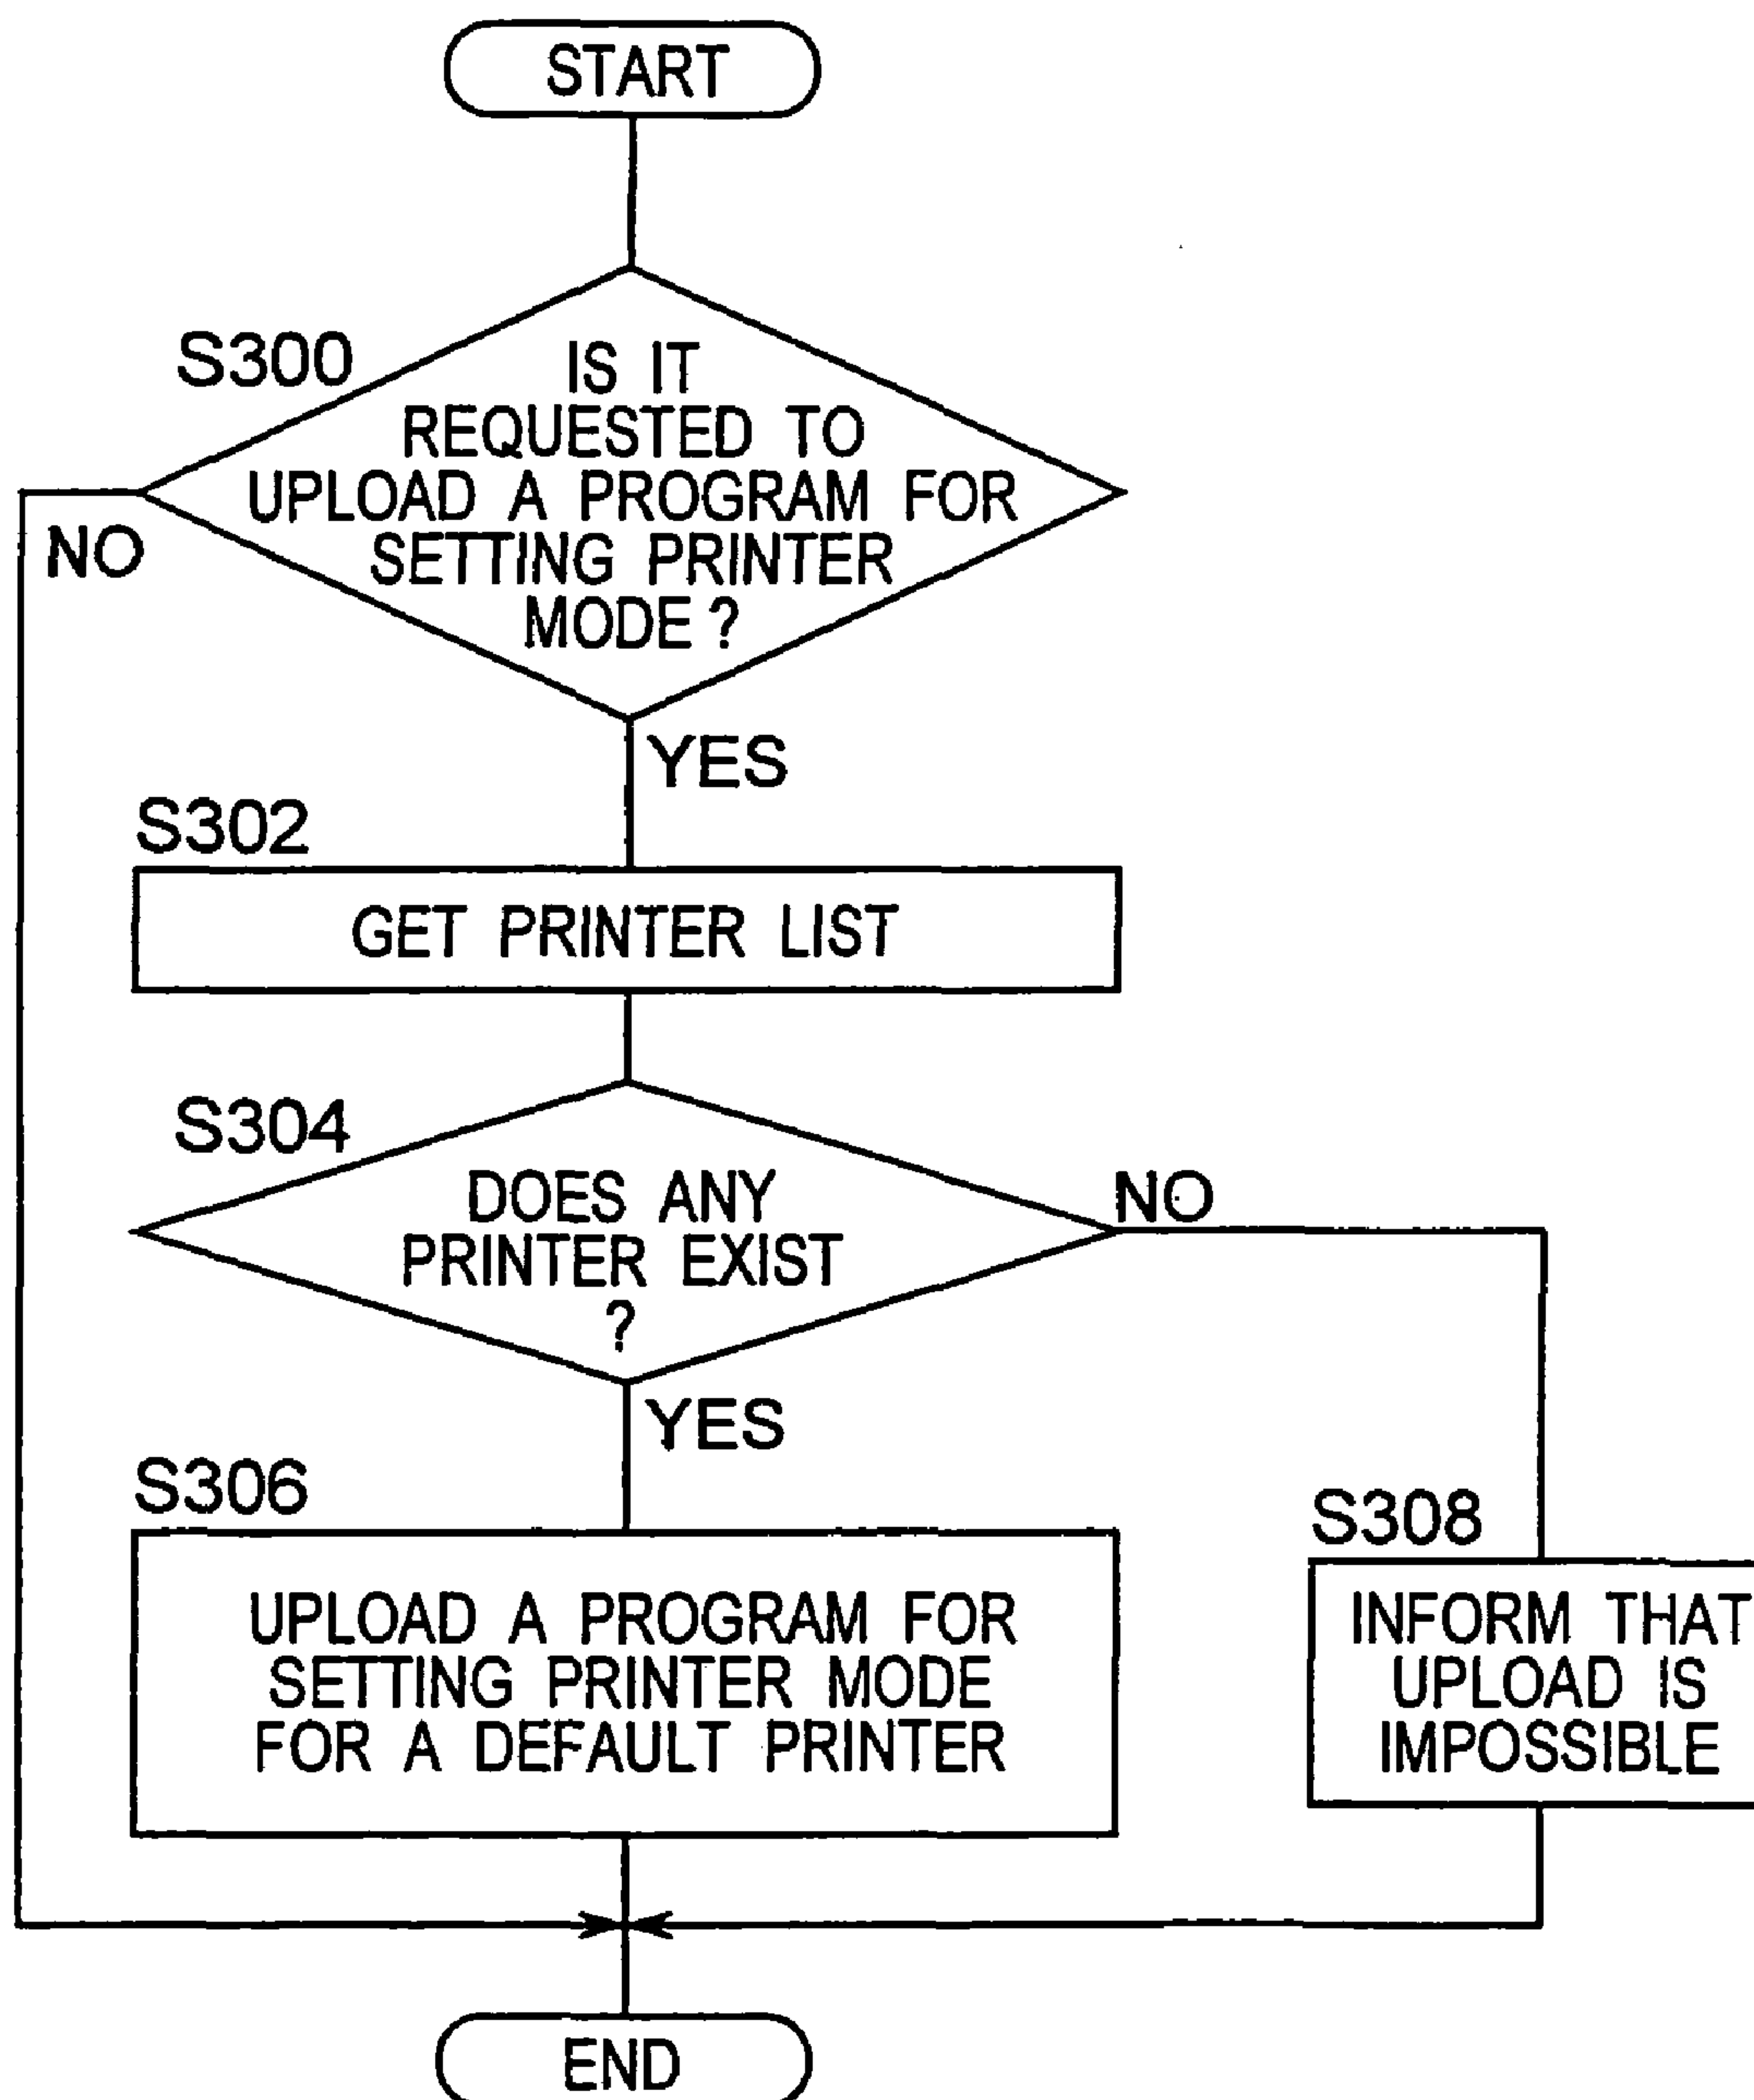 START
S300
IS IT
REQUESTED TO
UPLOAD A PROGRAM FOR
SETTING PRINTER
MODE ?
NO
YES
S302
GET PRINTER LIST
S304
DOES ANY
PRINTER EXIST
?
NO
YES
S306
UPLOAD A PROGRAM FOR
SETTING PRINTER MODE
FOR A DEFAULT PRINTER
S308
INFORM THAT
UPLOAD IS
IMPOSSIBLE
END